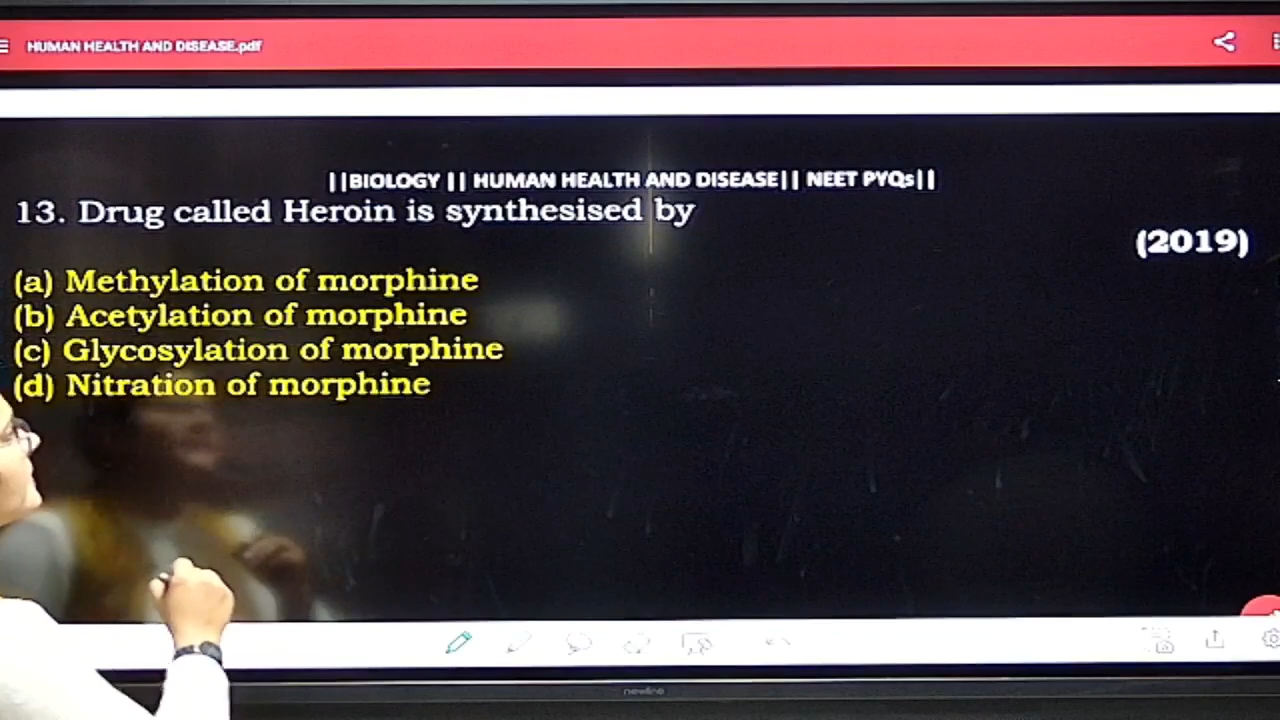 HUMAN HEALTH AND DISEASE.pdf
||BIOLOGY || HUMAN HEALTH AND DISEASE|| NEET PYQs||
13. Drug called Heroin is synthesised by
(2019)
(a) Methylation of morphine
(b) Acetylation of morphine
(c) Glycosylation of morphine
(d) Nitration of morphine
newline